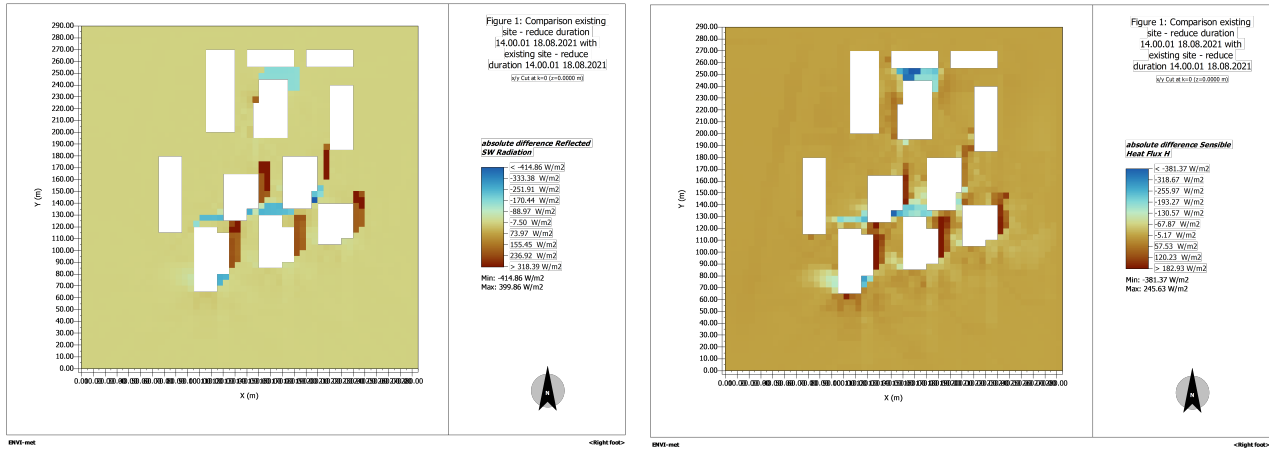 Figure 1: Comparison existing
site - reduce duration
14.00.01 18.08.2021 with
existing site - reduce
duration 14.00.01 18.08.2021
x/y Cut at k=0 (z=0.0000 m)
absolute difference Reflected
SW Radiation
< -414.86 W/m2
-333.38 W/m2
-251.91 W/m2
-170.44 W/m2
-88.97 W/m2
-7.50 W/m2
73.97 W/m2
155.45 W/m2
236.92 W/m2
> 318.39 W/m2
Min: -414.86 W/m2
Max: 399.86 W/m2
290.00
280.00
270.00
260.00
250.00
240.00
230.00
220.00
210.00
200.00
190.00
180.00
170.00
160.00
150.00
140.00
130.00
120.00
110.00
100.00
90.00
80.00
70.00
60.00
50.00
40.00
30.00
20.00
10.00
0.00
Y (m)
X (m)
N
ENVI-met
<Right foot>
Figure 1: Comparison existing
site - reduce duration
14.00.01 18.08.2021 with
existing site - reduce
duration 14.00.01 18.08.2021
x/y Cut at k=0 (z=0.0000 m)
absolute difference Sensible
Heat Flux H
< -381.37 W/m2
-318.67 W/m2
-255.97 W/m2
-193.27 W/m2
-130.57 W/m2
-67.87 W/m2
-5.17 W/m2
57.53 W/m2
120.23 W/m2
> 182.93 W/m2
Min: -381.37 W/m2
Max: 245.63 W/m2
290.00
280.00
270.00
260.00
250.00
240.00
230.00
220.00
210.00
200.00
190.00
180.00
170.00
160.00
150.00
140.00
130.00
120.00
110.00
100.00
90.00
80.00
70.00
60.00
50.00
40.00
30.00
20.00
10.00
0.00
Y (m)
X (m)
N
ENVI-met
<Right foot>